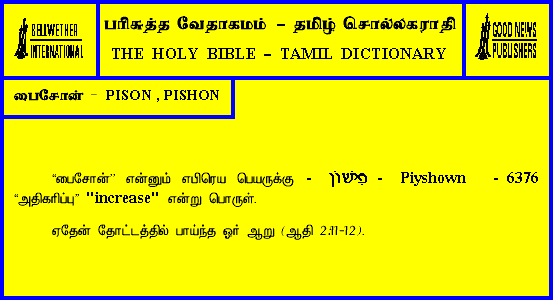 BELLWETHER
INTERNATIONAL
பரிசுத்த வேதாகமம் - தமிழ் சொல்லகராதி
THE HOLY BIBLE - TAMIL DICTIONARY
GOOD NEWS
PUBLISHERS
பைசோன் - PISON , PISHON
“பைசோன்” என்னும் எபிரெய பெயருக்கு - פִּישׁוֹן - Piyshown - 6376
“அதிகரிப்பு” "increase" என்று பொருள்.
ஏதேன் தோட்டத்தில் பாய்ந்த ஓர் ஆறு (ஆதி 2:11-12).